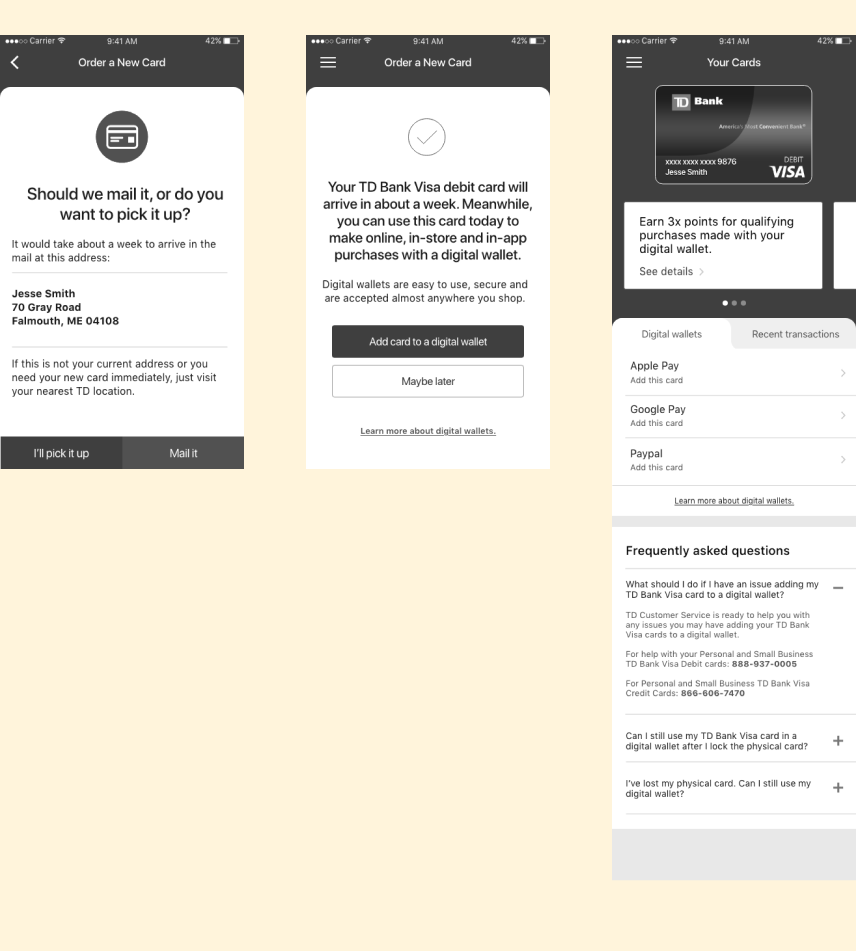 Carrier 9:41 AM 42%
Order a New Card
Should we mail it, or do you
want to pick it up?
It would take about a week to arrive in the
mail at this address:
Jesse Smith
70 Gray Road
Falmouth, ME 04108
If this is not your current address or you
need your new card immediately, just visit
your nearest TD location.
I'll pick it up Mail it
Carrier 9:41 AM 42%
Order a New Card
Your TD Bank Visa debit card will
arrive in about a week. Meanwhile,
you can use this card today to
make online, in-store and in-app
purchases with a digital wallet.
Digital wallets are easy to use, secure and
are accepted almost anywhere you shop.
Add card to a digital wallet
Maybe later
Learn more about digital wallets.
Carrier 9:41 AM 42%
Your Cards
TD Bank
America's Most Convenient Bank®
xxxx xxxx xxxx 9876 DEBIT
Jesse Smith VISA
Earn 3x points for qualifying
purchases made with your
digital wallet.
See details
Digital wallets Recent transactions
Apple Pay
Add this card
Google Pay
Add this card
Paypal
Add this card
Learn more about digital wallets.
Frequently asked questions
What should I do if I have an issue adding my
TD Bank Visa card to a digital wallet?
TD Customer Service is ready to help you with
any issues you may have adding your TD Bank
Visa cards to a digital wallet.
For help with your Personal and Small Business
TD Bank Visa Debit cards: 888-937-0005
For Personal and Small Business TD Bank Visa
Credit Cards: 866-606-7470
Can I still use my TD Bank Visa card in a
digital wallet after I lock the physical card?
I've lost my physical card. Can I still use my
digital wallet?